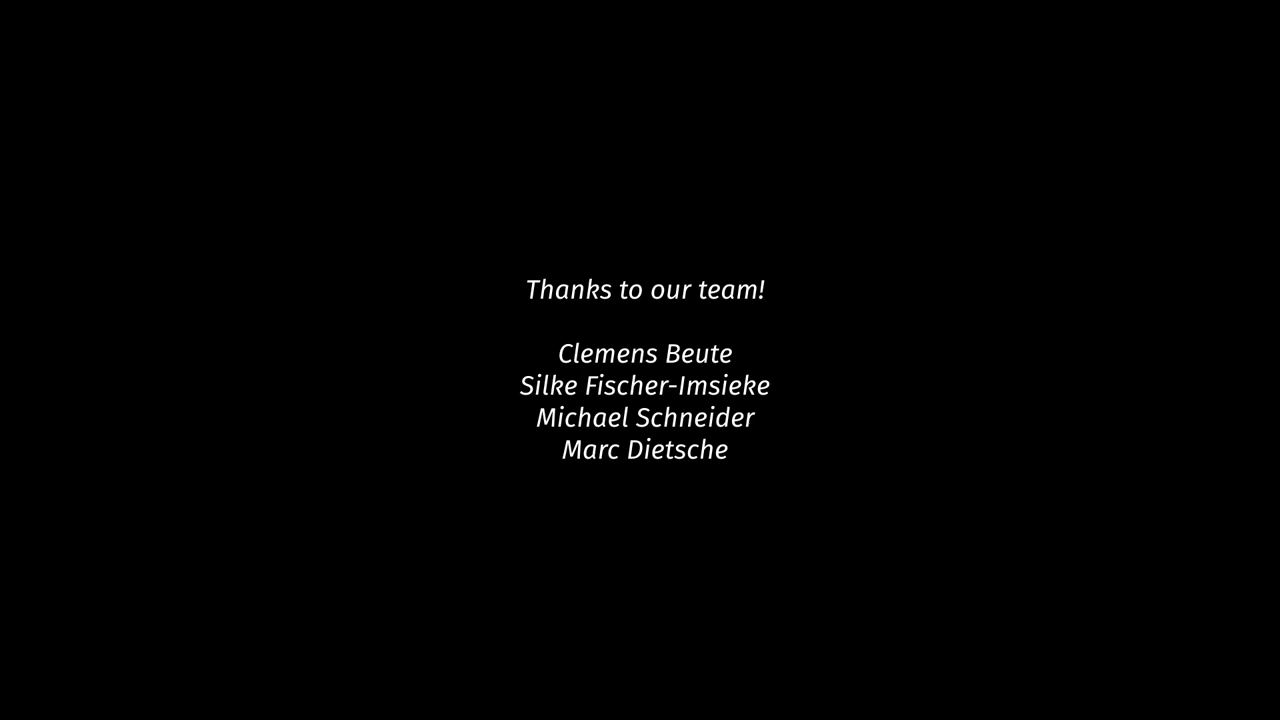 Thanks to our team!
Clemens Beute
Silke Fischer-Imsieke
Michael Schneider
Marc Dietsche